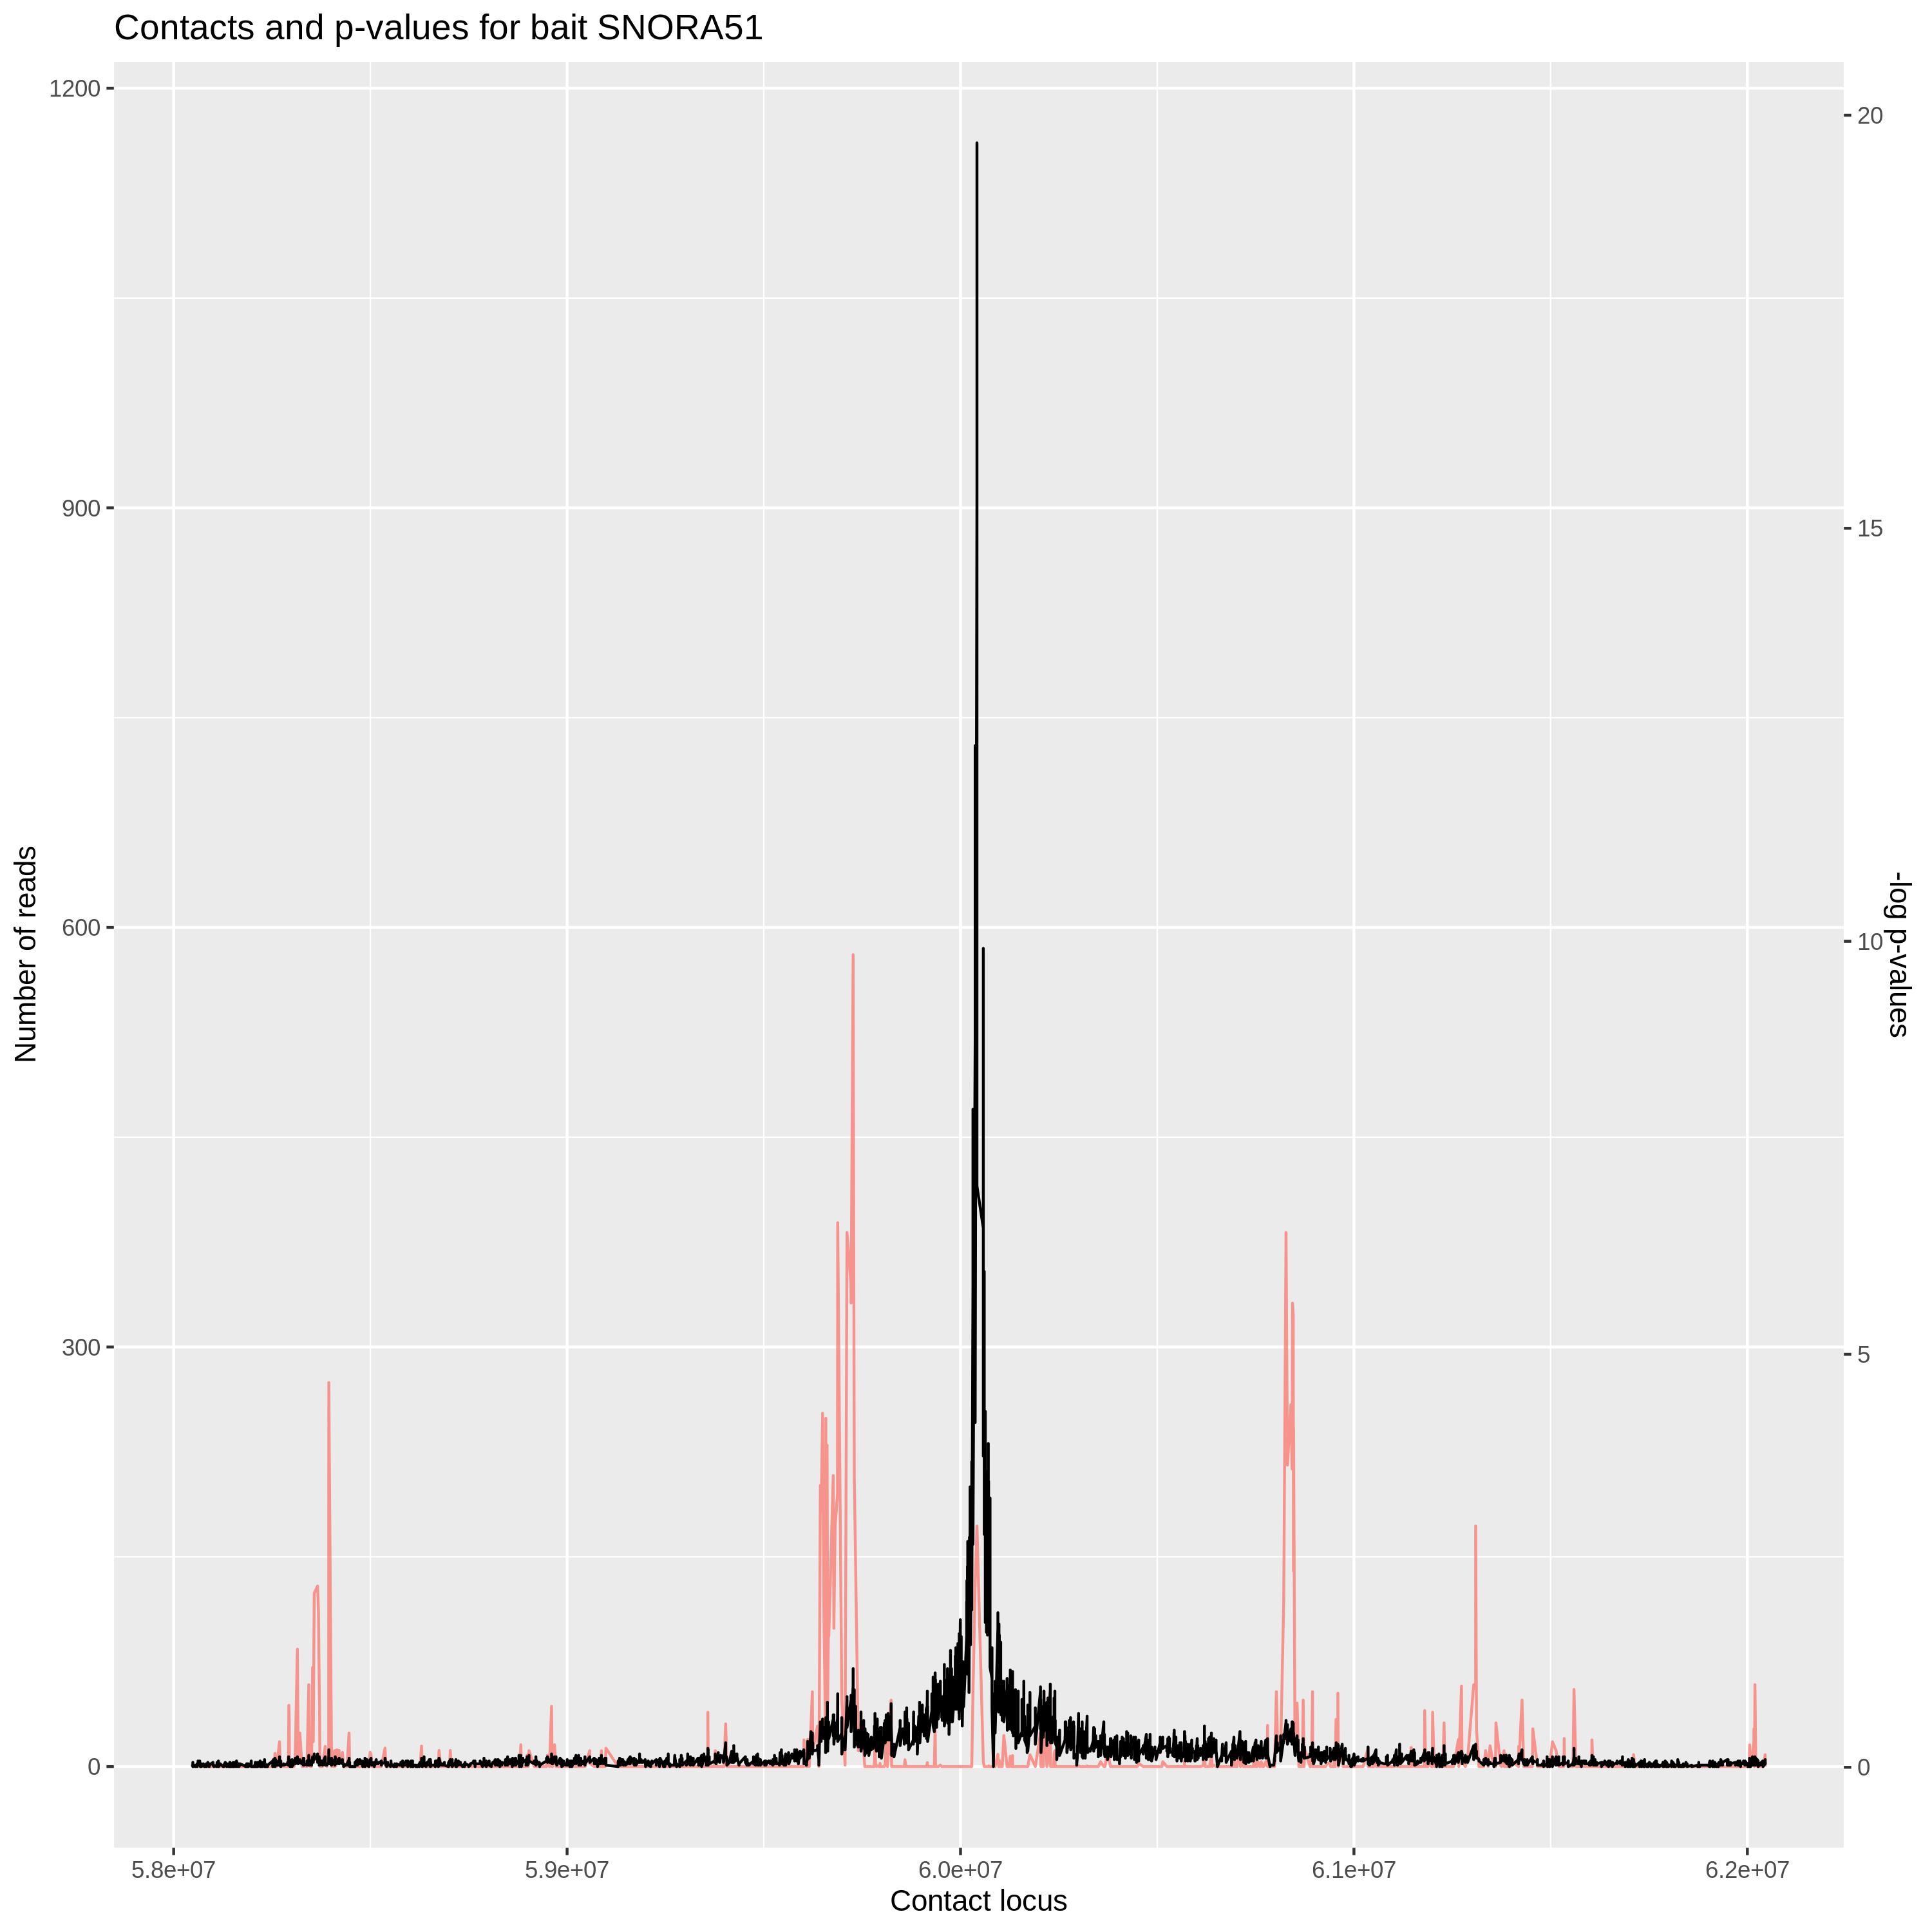 Contacts and p-values for bait SNORA51
1200
900
600
300
0
Number of reads
20
15
10
5
0
-log p-values
5.8e+07 5.9e+07 6.0e+07 6.1e+07 6.2e+07
Contact locus